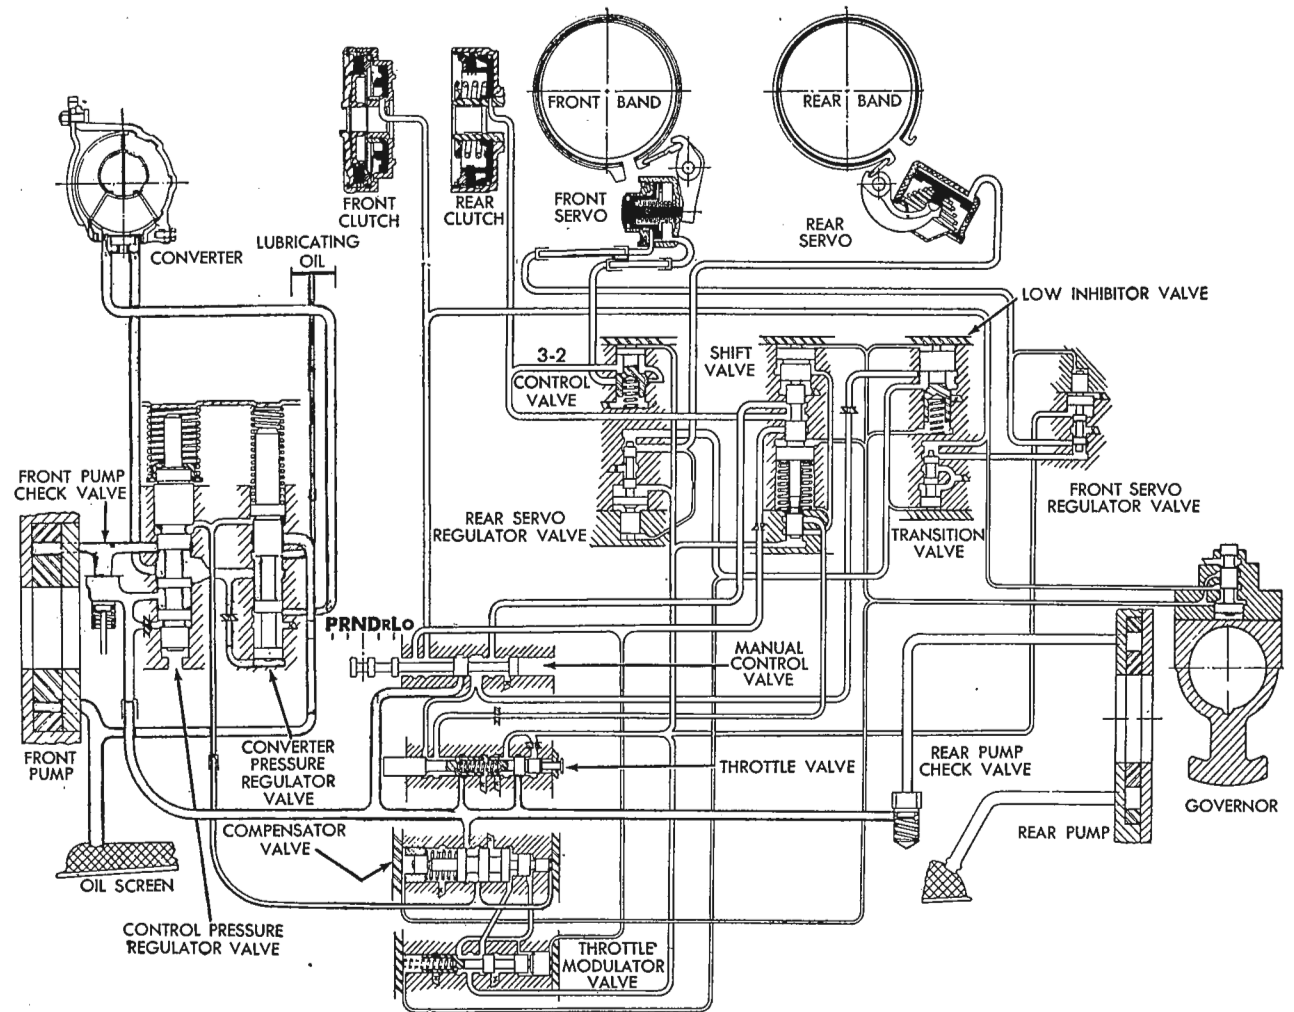 FRONT BAND
REAR BAND
FRONT
CLUTCH
REAR
CLUTCH
FRONT
SERVO
REAR
SERVO
CONVERTER
LUBRICATING
OIL
LOW INHIBITOR VALVE
3-2
CONTROL
VALVE
SHIFT
VALVE
FRONT PUMP
CHECK VALVE
REAR SERVO
REGULATOR VALVE
TRANSITION
VALVE
FRONT SERVO
REGULATOR VALVE
PRNDRLO
MANUAL
CONTROL
VALVE
FRONT
PUMP
CONVERTER
PRESSURE
REGULATOR
VALVE
THROTTLE VALVE
REAR PUMP
CHECK VALVE
GOVERNOR
REAR PUMP
COMPENSATOR
VALVE
OIL SCREEN
CONTROL PRESSURE
REGULATOR VALVE
THROTTLE
MODULATOR
VALVE